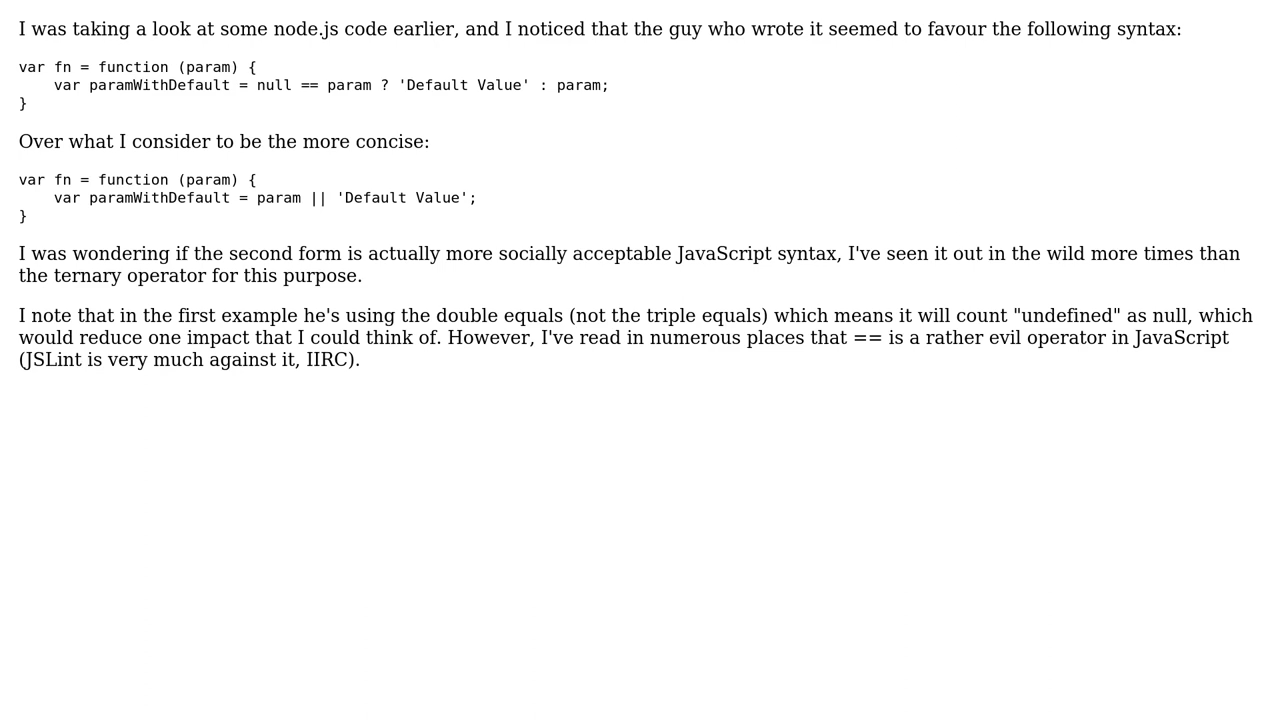 I was taking a look at some node.js code earlier, and I noticed that the guy who wrote it seemed to favour the following syntax:
var fn = function (param) {
    var paramWithDefault = null == param ? 'Default Value' : param;
}
Over what I consider to be the more concise:
var fn = function (param) {
    var paramWithDefault = param || 'Default Value';
}
I was wondering if the second form is actually more socially acceptable JavaScript syntax, I've seen it out in the wild more times than
the ternary operator for this purpose.
I note that in the first example he's using the double equals (not the triple equals) which means it will count "undefined" as null, which
would reduce one impact that I could think of. However, I've read in numerous places that == is a rather evil operator in JavaScript
(JSLint is very much against it, IIRC).